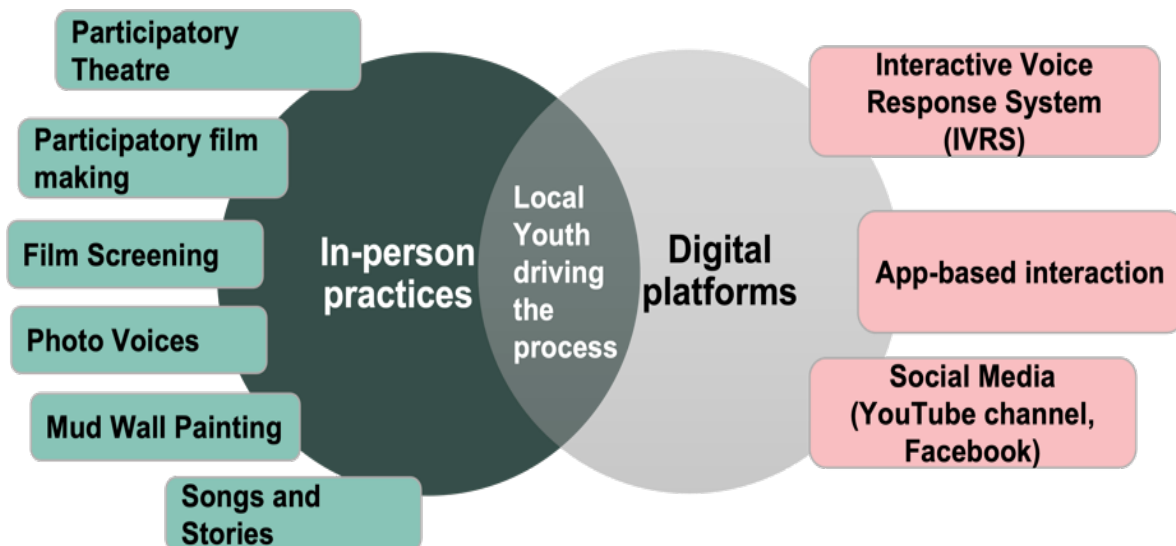 Participatory
Theatre
Participatory film
making
Film Screening
Photo Voices
Mud Wall Painting
Songs and
Stories
In-person
practices
Local
Youth
driving
the
process
Digital
platforms
Interactive Voice
Response System
(IVRS)
App-based interaction
Social Media
(YouTube channel,
Facebook)